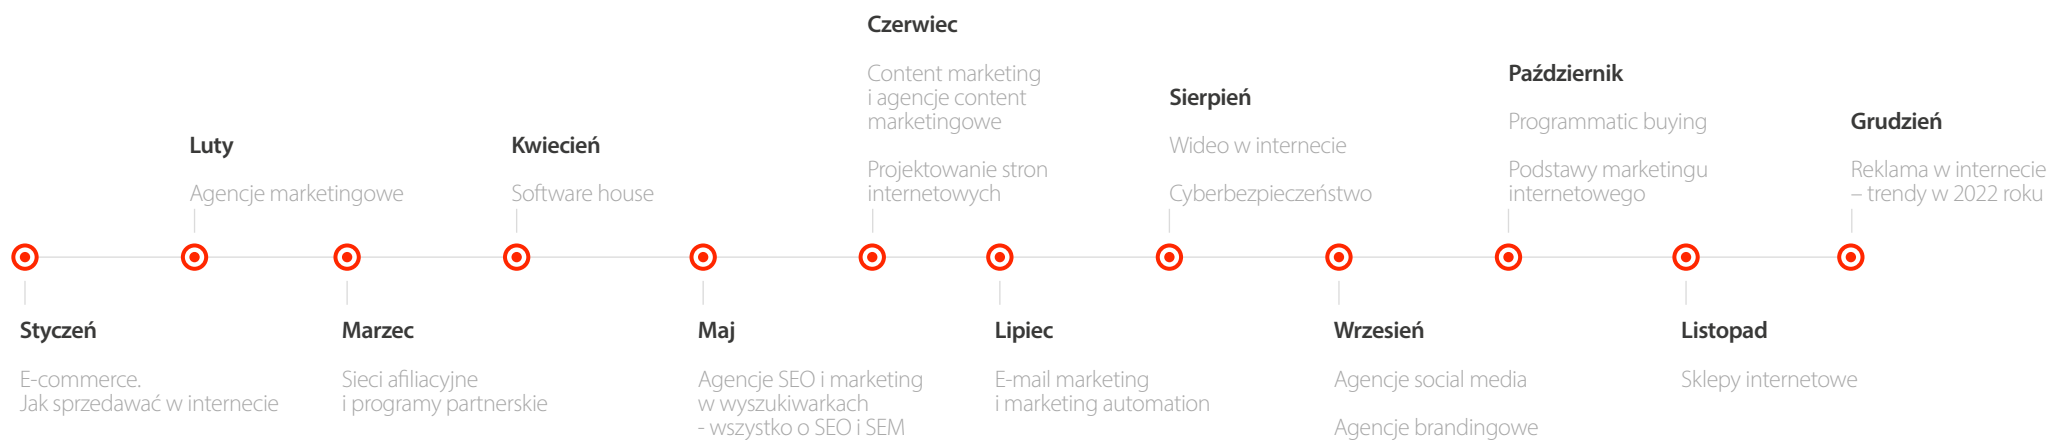 Styczeń
E-commerce.
Jak sprzedawać w internecie
Luty
Agencje marketingowe
Marzec
Sieci afiliacyjne
i programy partnerskie
Kwiecień
Software house
Maj
Agencje SEO i marketing
w wyszukiwarkach
- wszystko o SEO i SEM
Czerwiec
Content marketing
i agencje content
marketingowe
Projektowanie stron
internetowych
Lipiec
E-mail marketing
i marketing automation
Sierpień
Wideo w internecie
Cyberbezpieczeństwo
Wrzesień
Agencje social media
Agencje brandingowe
Październik
Programmatic buying
Podstawy marketingu
internetowego
Listopad
Sklepy internetowe
Grudzień
Reklama w internecie
– trendy w 2022 roku